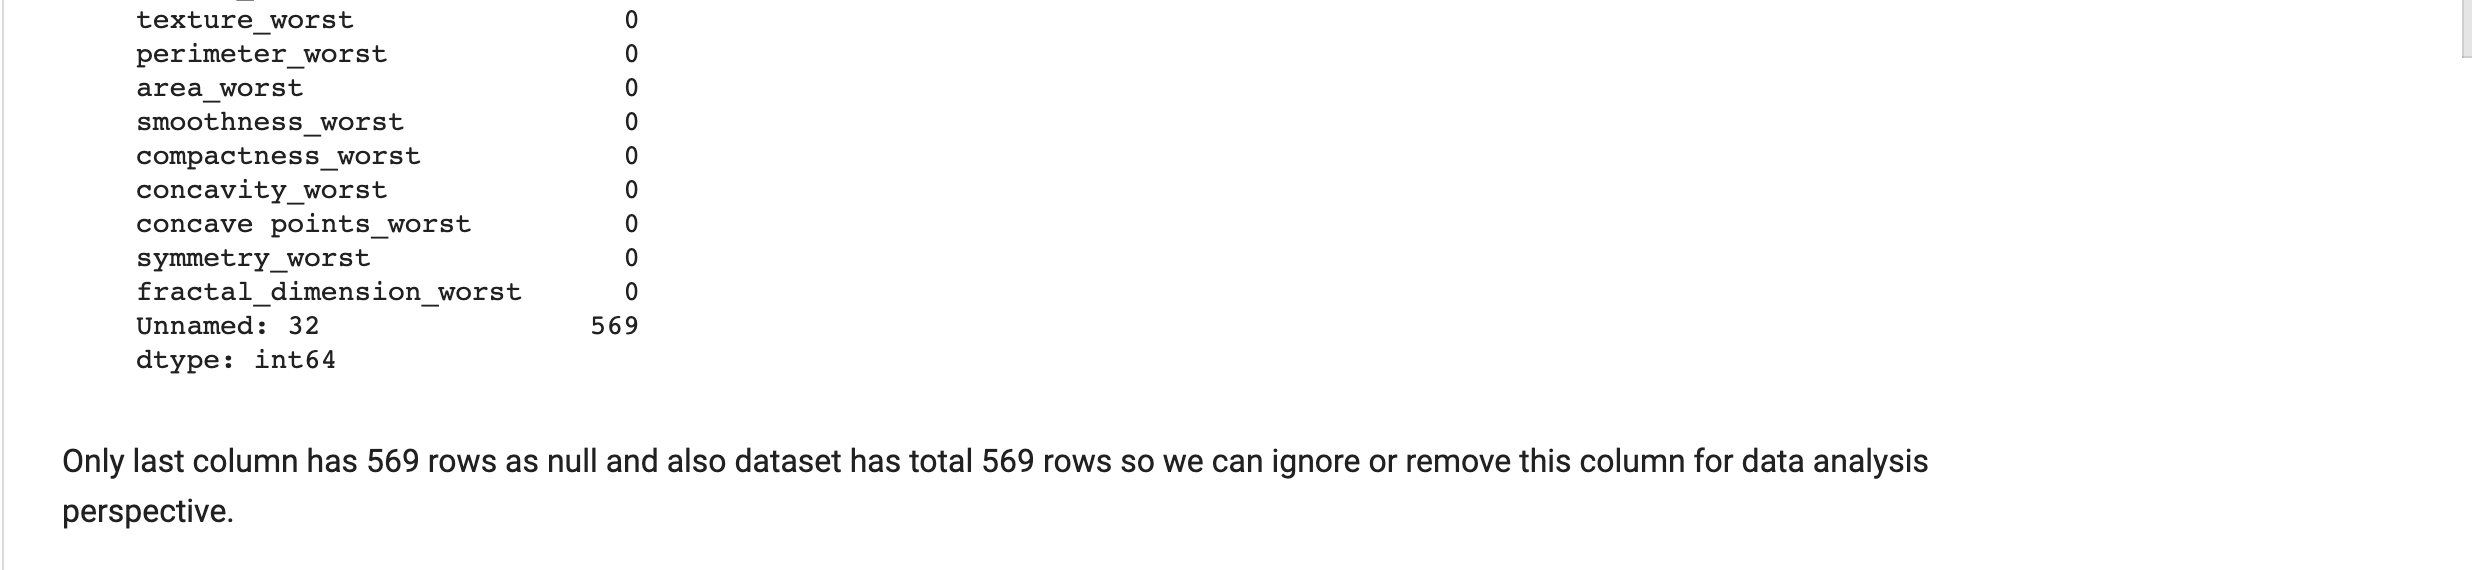 texture_worst 0
perimeter_worst 0
area_worst 0
smoothness_worst 0
compactness_worst 0
concavity_worst 0
concave points_worst 0
symmetry_worst 0
fractal_dimension_worst 0
Unnamed: 32 569
dtype: int64
Only last column has 569 rows as null and also dataset has total 569 rows so we can ignore or remove this column for data analysis
perspective.